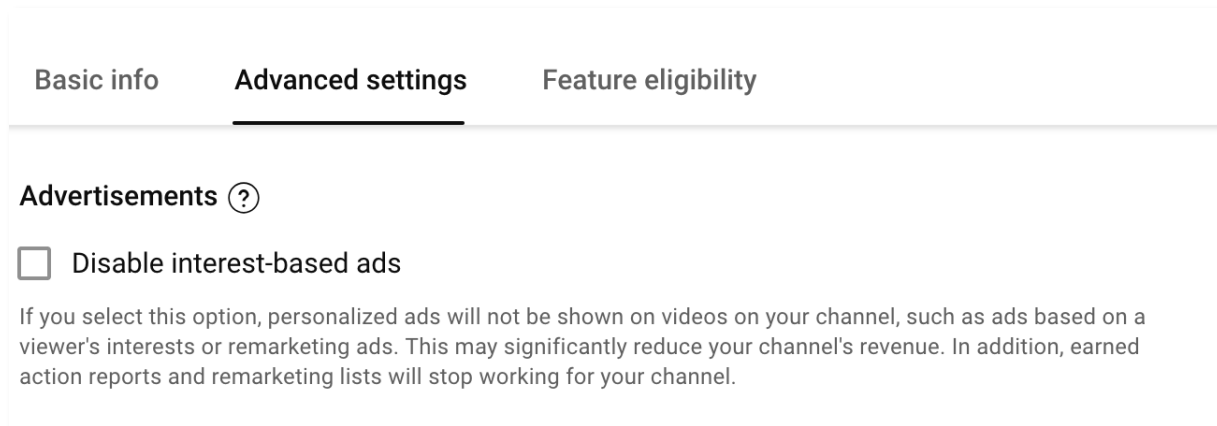 Basic info Advanced settings Feature eligibility
Advertisements ?
Disable interest-based ads
If you select this option, personalized ads will not be shown on videos on your channel, such as ads based on a
viewer's interests or remarketing ads. This may significantly reduce your channel's revenue. In addition, earned
action reports and remarketing lists will stop working for your channel.